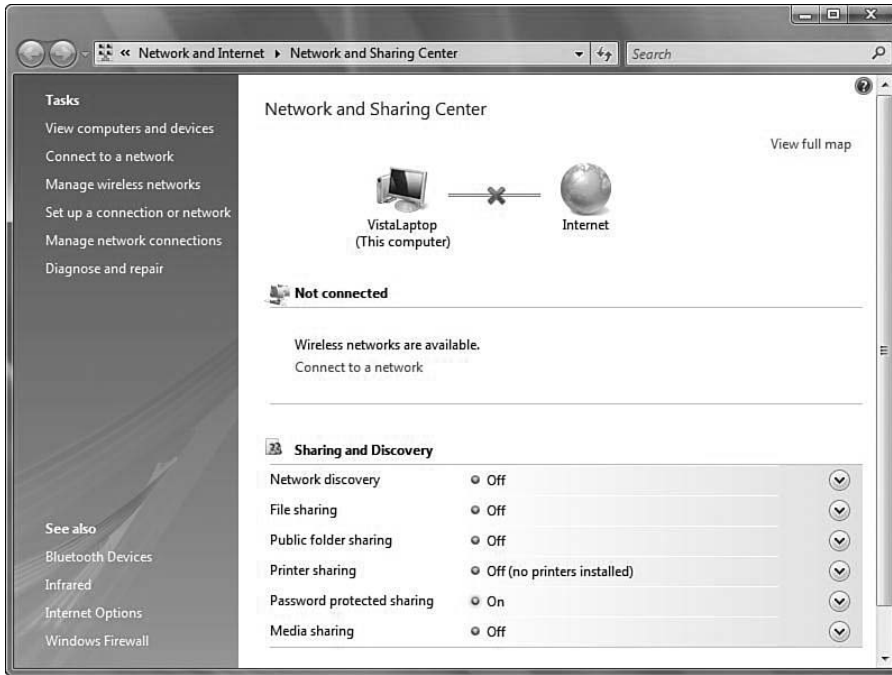 « Network and Internet ▸ Network and Sharing Center
Search
Tasks
View computers and devices
Connect to a network
Manage wireless networks
Set up a connection or network
Manage network connections
Diagnose and repair
See also
Bluetooth Devices
Infrared
Internet Options
Windows Firewall
Network and Sharing Center
View full map
VistaLaptop
(This computer)
Internet
Not connected
Wireless networks are available.
Connect to a network
Sharing and Discovery
Network discovery Off
File sharing Off
Public folder sharing Off
Printer sharing Off (no printers installed)
Password protected sharing On
Media sharing Off